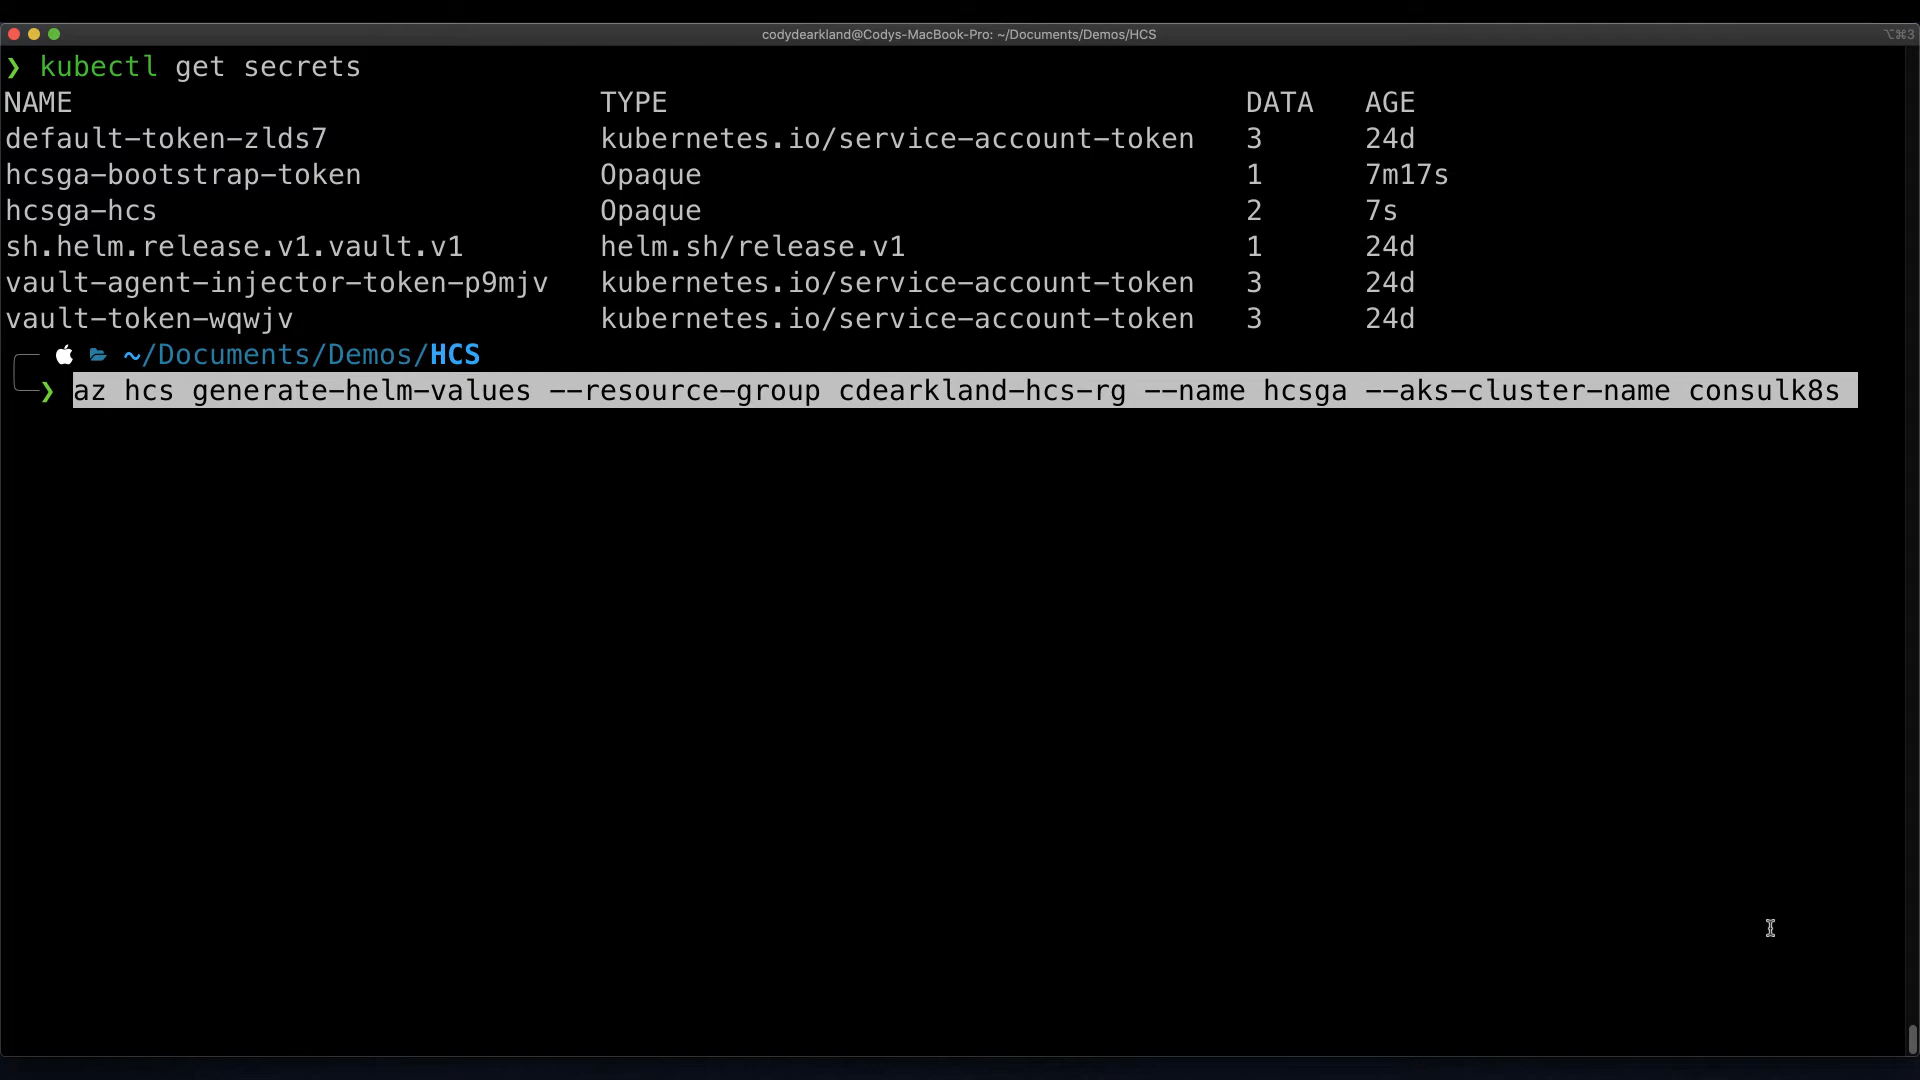 codydearkland@Codys-MacBook-Pro: ~/Documents/Demos/HCS ⌥⌘3
❯ kubectl get secrets
NAME TYPE DATA AGE
default-token-zlds7 kubernetes.io/service-account-token 3 24d
hcsga-bootstrap-token Opaque 1 7m17s
hcsga-hcs Opaque 2 7s
sh.helm.release.v1.vault.v1 helm.sh/release.v1 1 24d
vault-agent-injector-token-p9mjv kubernetes.io/service-account-token 3 24d
vault-token-wqwjv kubernetes.io/service-account-token 3 24d
~/Documents/Demos/HCS
❯ az hcs generate-helm-values --resource-group cdearkland-hcs-rg --name hcsga --aks-cluster-name consulk8s